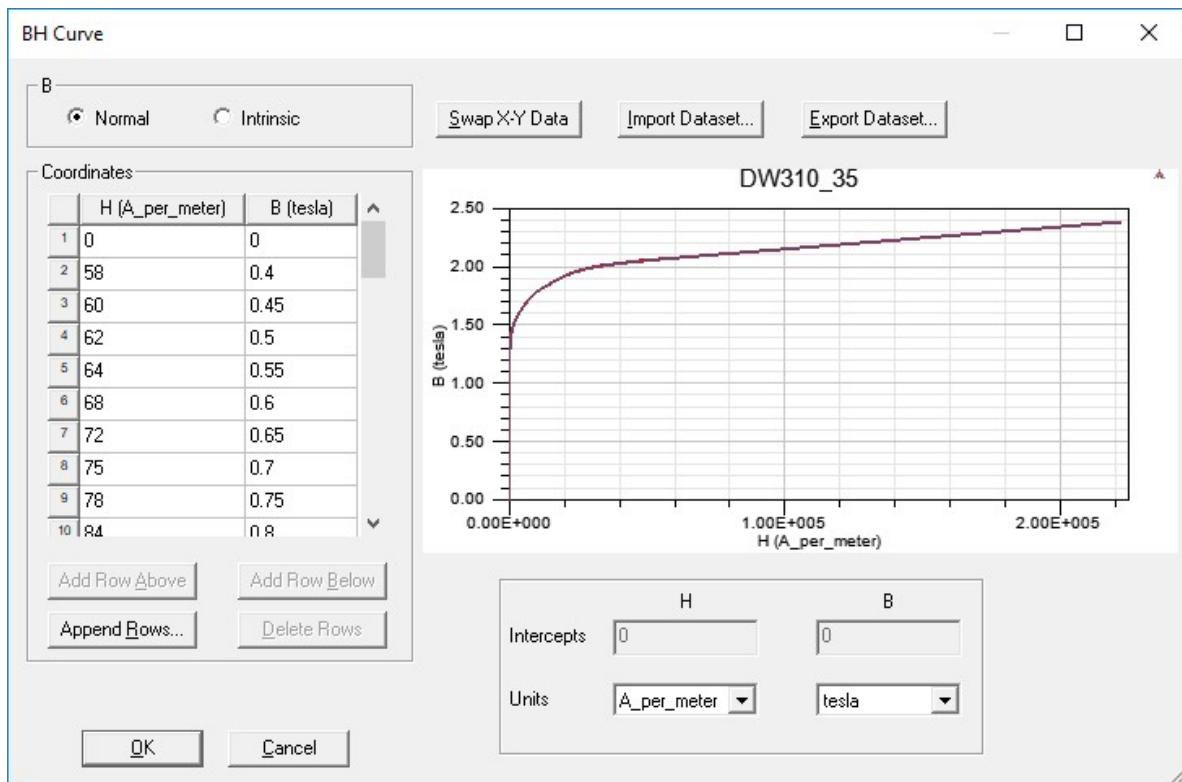 BH Curve
B
Normal Intrinsic
Swap X-Y Data Import Dataset... Export Dataset...
Coordinates
H (A_per_meter) B (tesla)
1 0 0
2 58 0.4
3 60 0.45
4 62 0.5
5 64 0.55
6 68 0.6
7 72 0.65
8 75 0.7
9 78 0.75
10 84 0.8
Add Row Above Add Row Below
Append Rows... Delete Rows
OK Cancel
DW310_35
2.50
2.00
1.50
1.00
0.50
0.00
B (tesla)
0.00E+000 1.00E+005 2.00E+005
H (A_per_meter)
H B
Intercepts 0 0
Units A_per_meter tesla